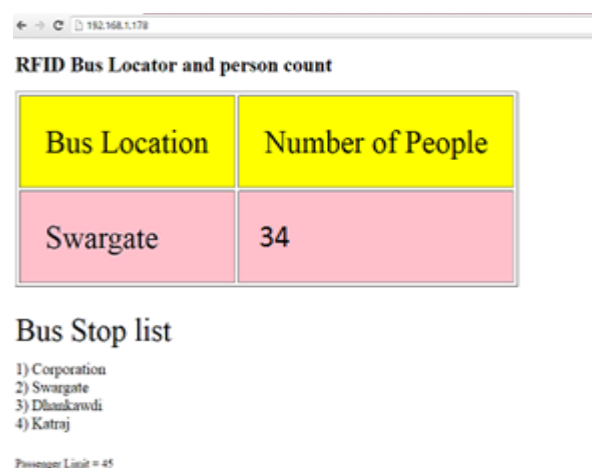 192.168.1.178
RFID Bus Locator and person count
Bus Location Number of People
Swargate 34
Bus Stop list
1) Corporation
2) Swargate
3) Dhankawdi
4) Katraj
Passenger Limit = 45